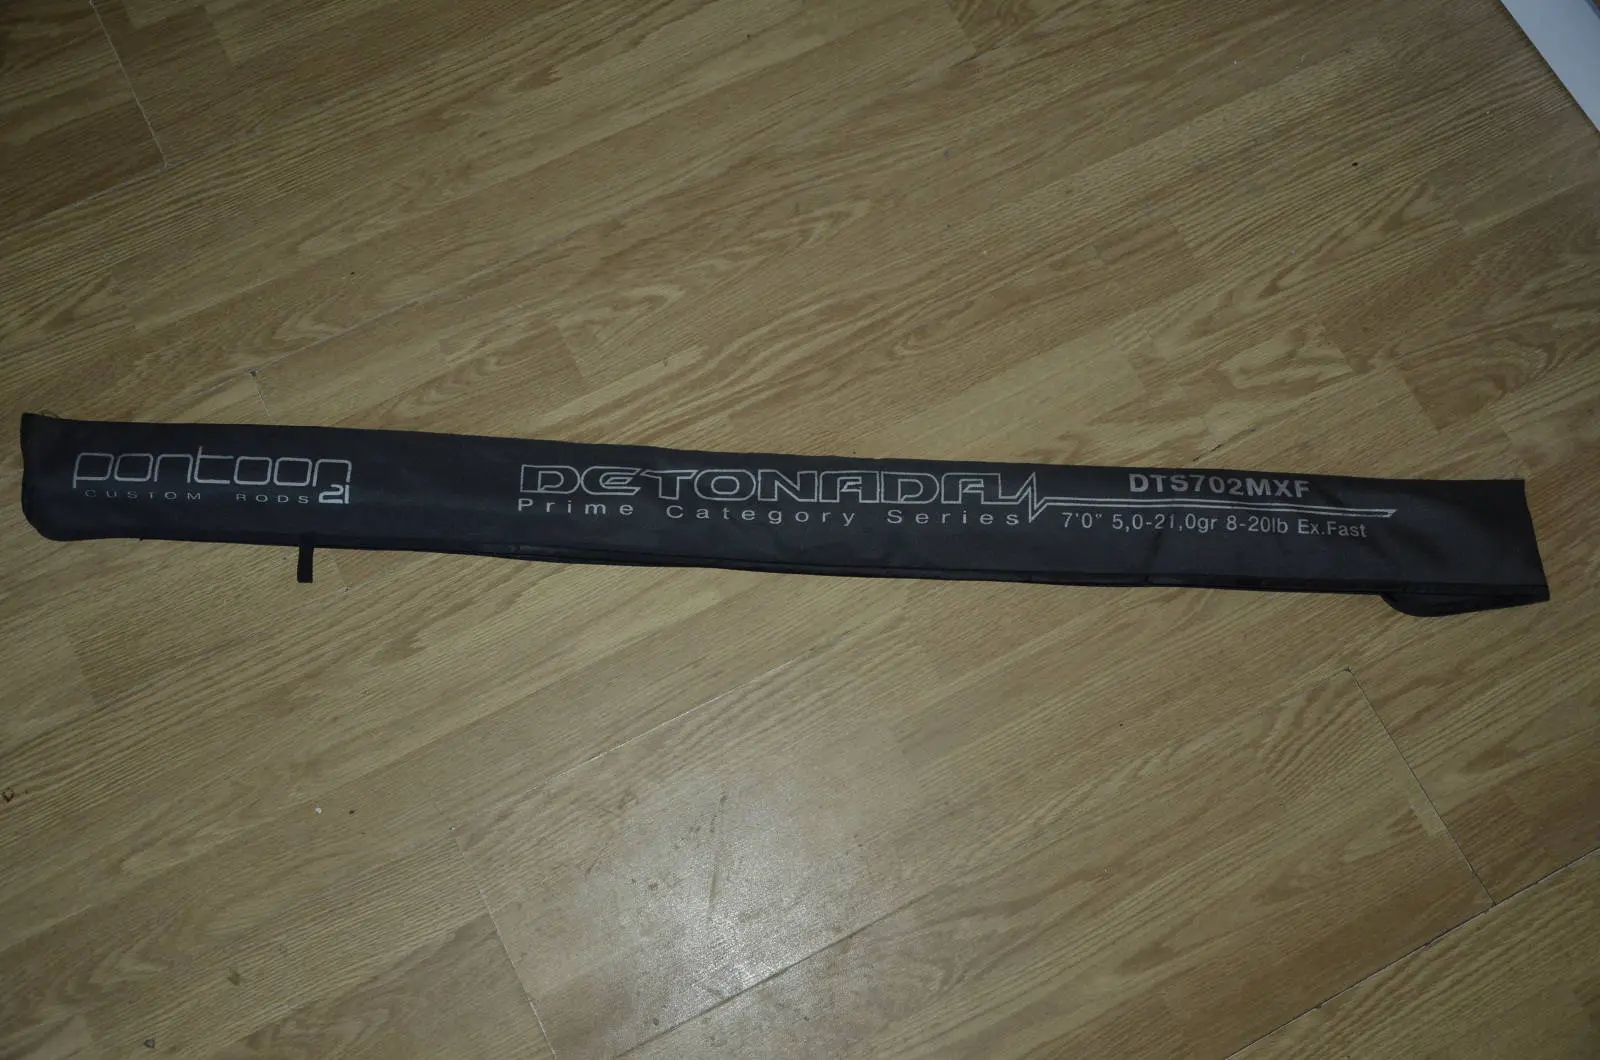 pontoon 21
CUSTOM RODS
DETONADA
Prime Category Series
DTS702MXF
7'0" 5,0-21,0gr 8-20lb Ex.Fast